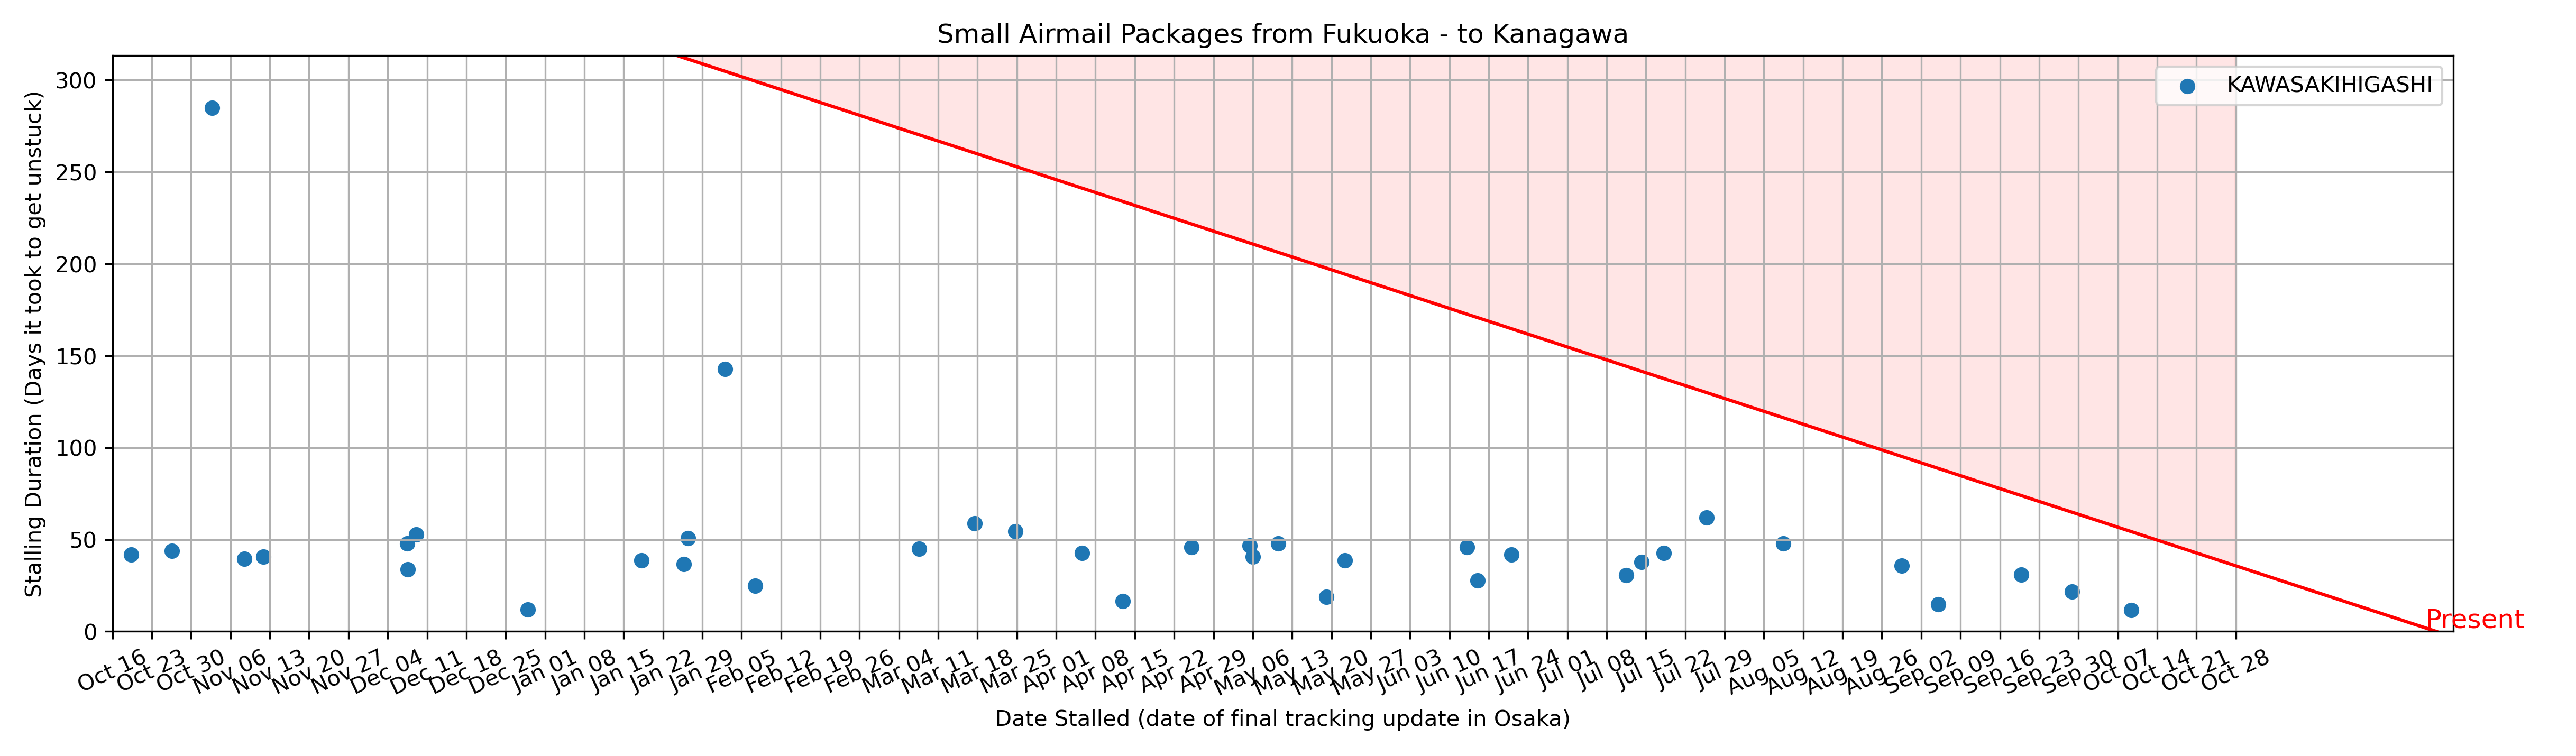 Small Airmail Packages from Fukuoka - to Kanagawa
KAWASAKIHIGASHI
Stalling Duration (Days it took to get unstuck)
300
250
200
150
100
50
0
Present
Oct 16
Oct 23
Oct 30
Nov 06
Nov 13
Nov 20
Nov 27
Dec 04
Dec 11
Dec 18
Dec 25
Jan 01
Jan 08
Jan 15
Jan 22
Jan 29
Feb 05
Feb 12
Feb 19
Feb 26
Mar 04
Mar 11
Mar 18
Mar 25
Apr 01
Apr 08
Apr 15
Apr 22
Apr 29
May 06
May 13
May 20
May 27
Jun 03
Jun 10
Jun 17
Jun 24
Jul 01
Jul 08
Jul 15
Jul 22
Jul 29
Aug 05
Aug 12
Aug 19
Aug 26
Sep 02
Sep 09
Sep 16
Sep 23
Sep 30
Oct 07
Oct 14
Oct 21
Oct 28
Date Stalled (date of final tracking update in Osaka)